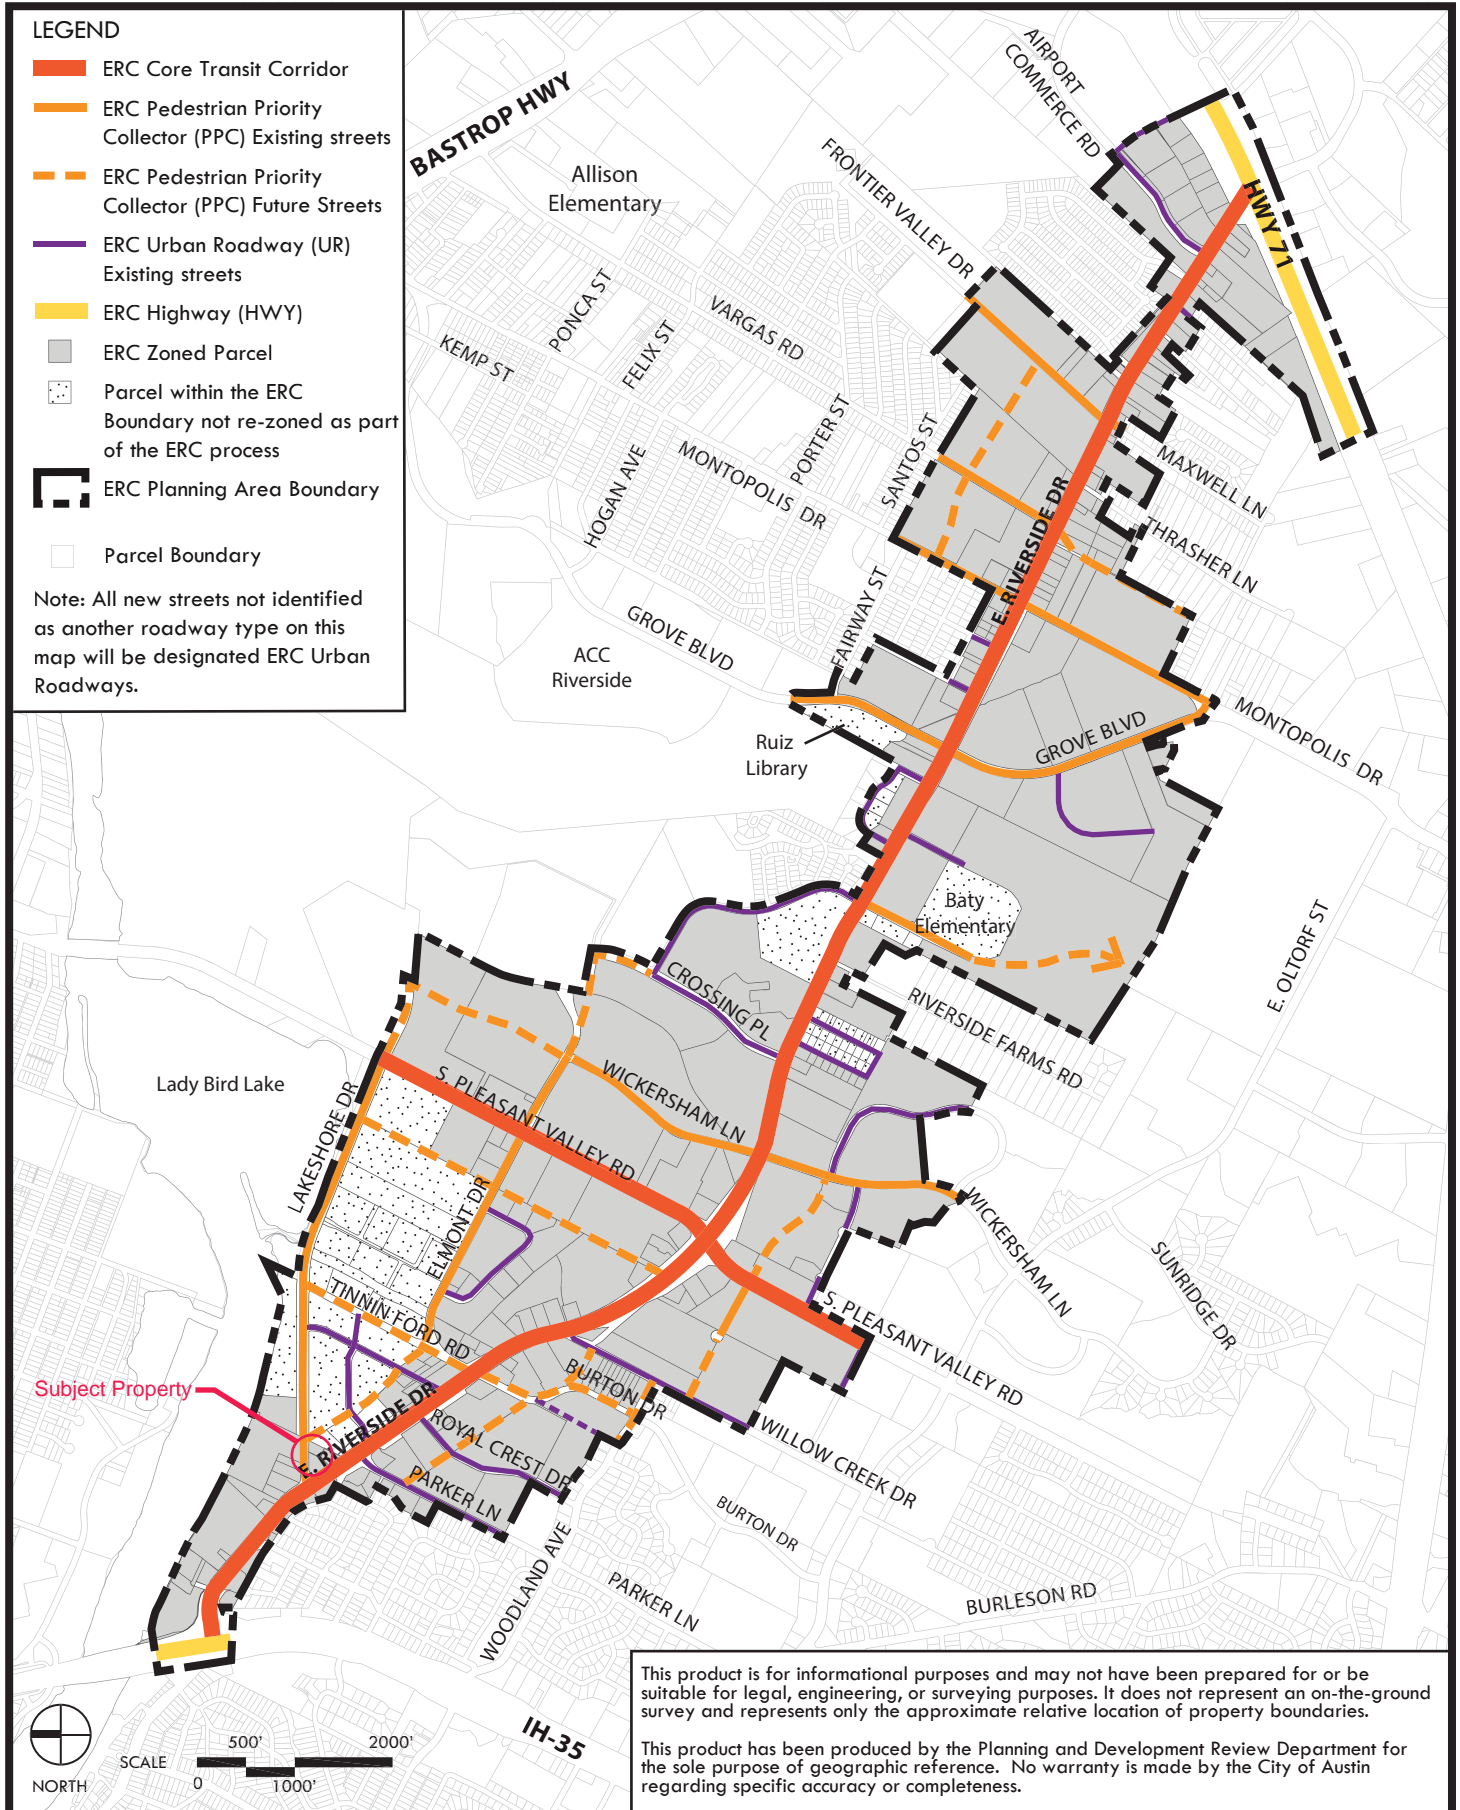 LEGEND
ERC Core Transit Corridor
ERC Pedestrian Priority
Collector (PPC) Existing streets
ERC Pedestrian Priority
Collector (PPC) Future Streets
ERC Urban Roadway (UR)
Existing streets
ERC Highway (HWY)
ERC Zoned Parcel
Parcel within the ERC
Boundary not re-zoned as part
of the ERC process
ERC Planning Area Boundary
Parcel Boundary
Note: All new streets not identified
as another roadway type on this
map will be designated ERC Urban
Roadways.
BASTROP HWY
AIRPORT
COMMERCE RD
Allison
Elementary
FRONTIER VALLEY DR
HWY 71
PONCA ST
VARGAS RD
FELIX ST
KEMP ST
PORTER ST
SANTOS ST
MONTOPOLIS DR
HOGAN AVE
MAXWELL LN
THRASHER LN
E. RIVERSIDE DR
FAIRWAY ST
GROVE BLVD
ACC
Riverside
GROVE BLVD
MONTOPOLIS DR
Ruiz
Library
Baty
Elementary
E. OLTORF ST
CROSSING PL
RIVERSIDE FARMS RD
Lady Bird Lake
S. PLEASANT VALLEY RD
WICKERSHAM LN
LAKESHORE DR
ELMONT DR
WICKERSHAM LN
SUNRIDGE DR
TINNIN FORD RD
S. PLEASANT VALLEY RD
Subject Property
BURTON DR
E. RIVERSIDE DR
ROYAL CREST DR
WILLOW CREEK DR
PARKER LN
BURTON DR
WOODLAND AVE
PARKER LN
BURLESON RD
IH-35
NORTH
SCALE
500'
2000'
0
1000'
This product is for informational purposes and may not have been prepared for or be
suitable for legal, engineering, or surveying purposes. It does not represent an on-the-ground
survey and represents only the approximate relative location of property boundaries.
This product has been produced by the Planning and Development Review Department for
the sole purpose of geographic reference. No warranty is made by the City of Austin
regarding specific accuracy or completeness.